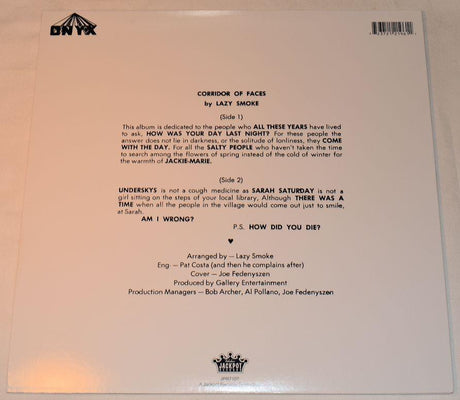 ONYX
CORRIDOR OF FACES
by LAZY SMOKE
(Side 1)
This album is dedicated to the people who ALL THESE YEARS have lived
to ask, HOW WAS YOUR DAY LAST NIGHT? For these people the
answer does not lie in darkness, or the solitude of lonliness, they COME
WITH THE DAY. For all the SALTY PEOPLE who haven't taken the time
to search among the flowers of spring instead of the cold of winter for
the warmth of JACKIE-MARIE.
(Side 2)
UNDERSKYS is not a cough medicine as SARAH SATURDAY is not a
girl sitting on the steps of your local library, Although THERE WAS A
TIME when all the people in the village would come out just to smile,
at Sarah.
AM I WRONG?
P.S. HOW DID YOU DIE?
♥
Arranged by – Lazy Smoke
Eng. – Pat Costa (and then he complains after)
Cover – Joe Fedenyszen
Produced by Gallery Entertainment
Production Managers – Bob Archer, Al Pollano, Joe Fedenyszen
JACKPOT